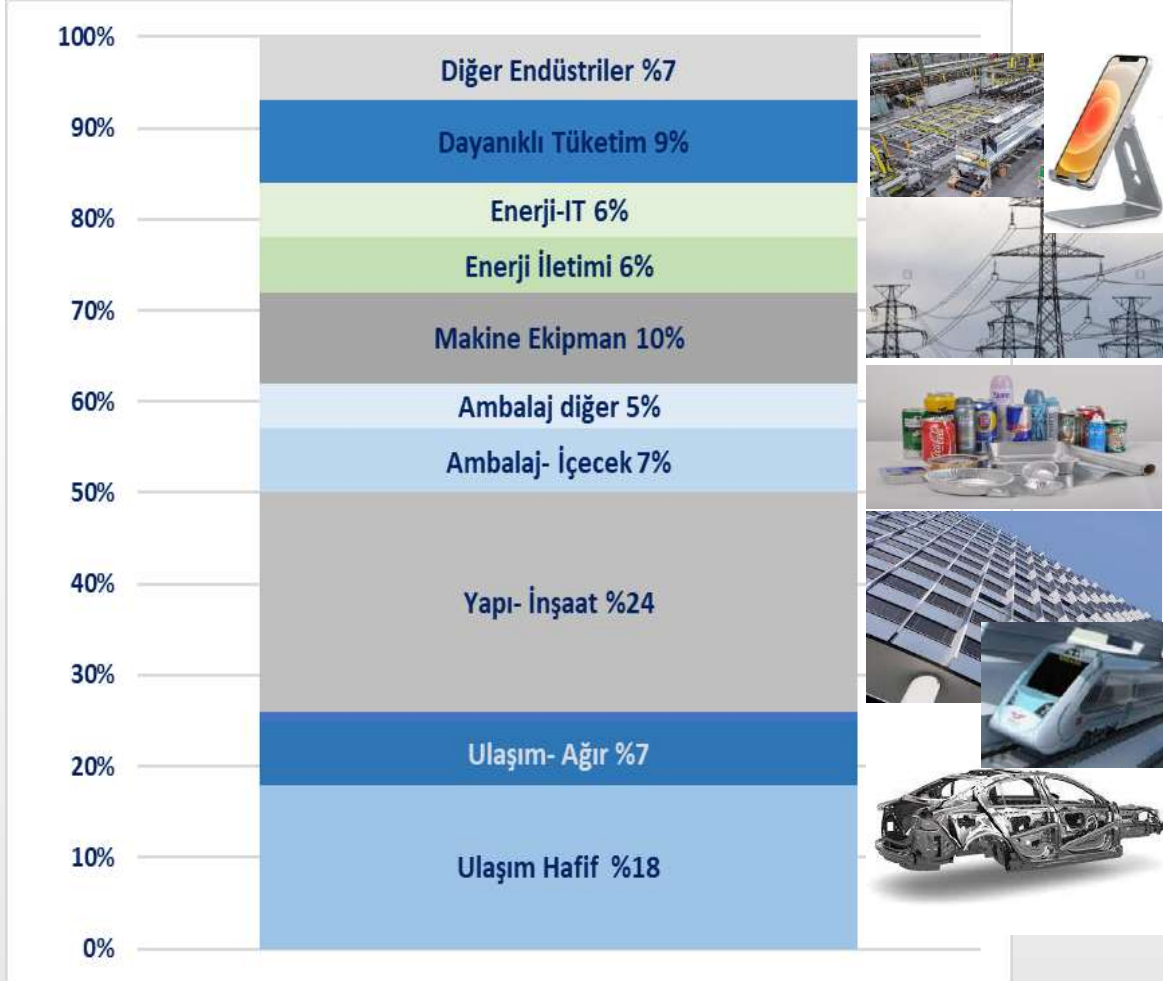 100%
90%
80%
70%
60%
50%
40%
30%
20%
10%
0%
Diğer Endüstriler %7
Dayanıklı Tüketim 9%
Enerji-IT 6%
Enerji İletimi 6%
Makine Ekipman 10%
Ambalaj diğer 5%
Ambalaj- İçecek 7%
Yapı- İnşaat %24
Ulaşım- Ağır %7
Ulaşım Hafif %18